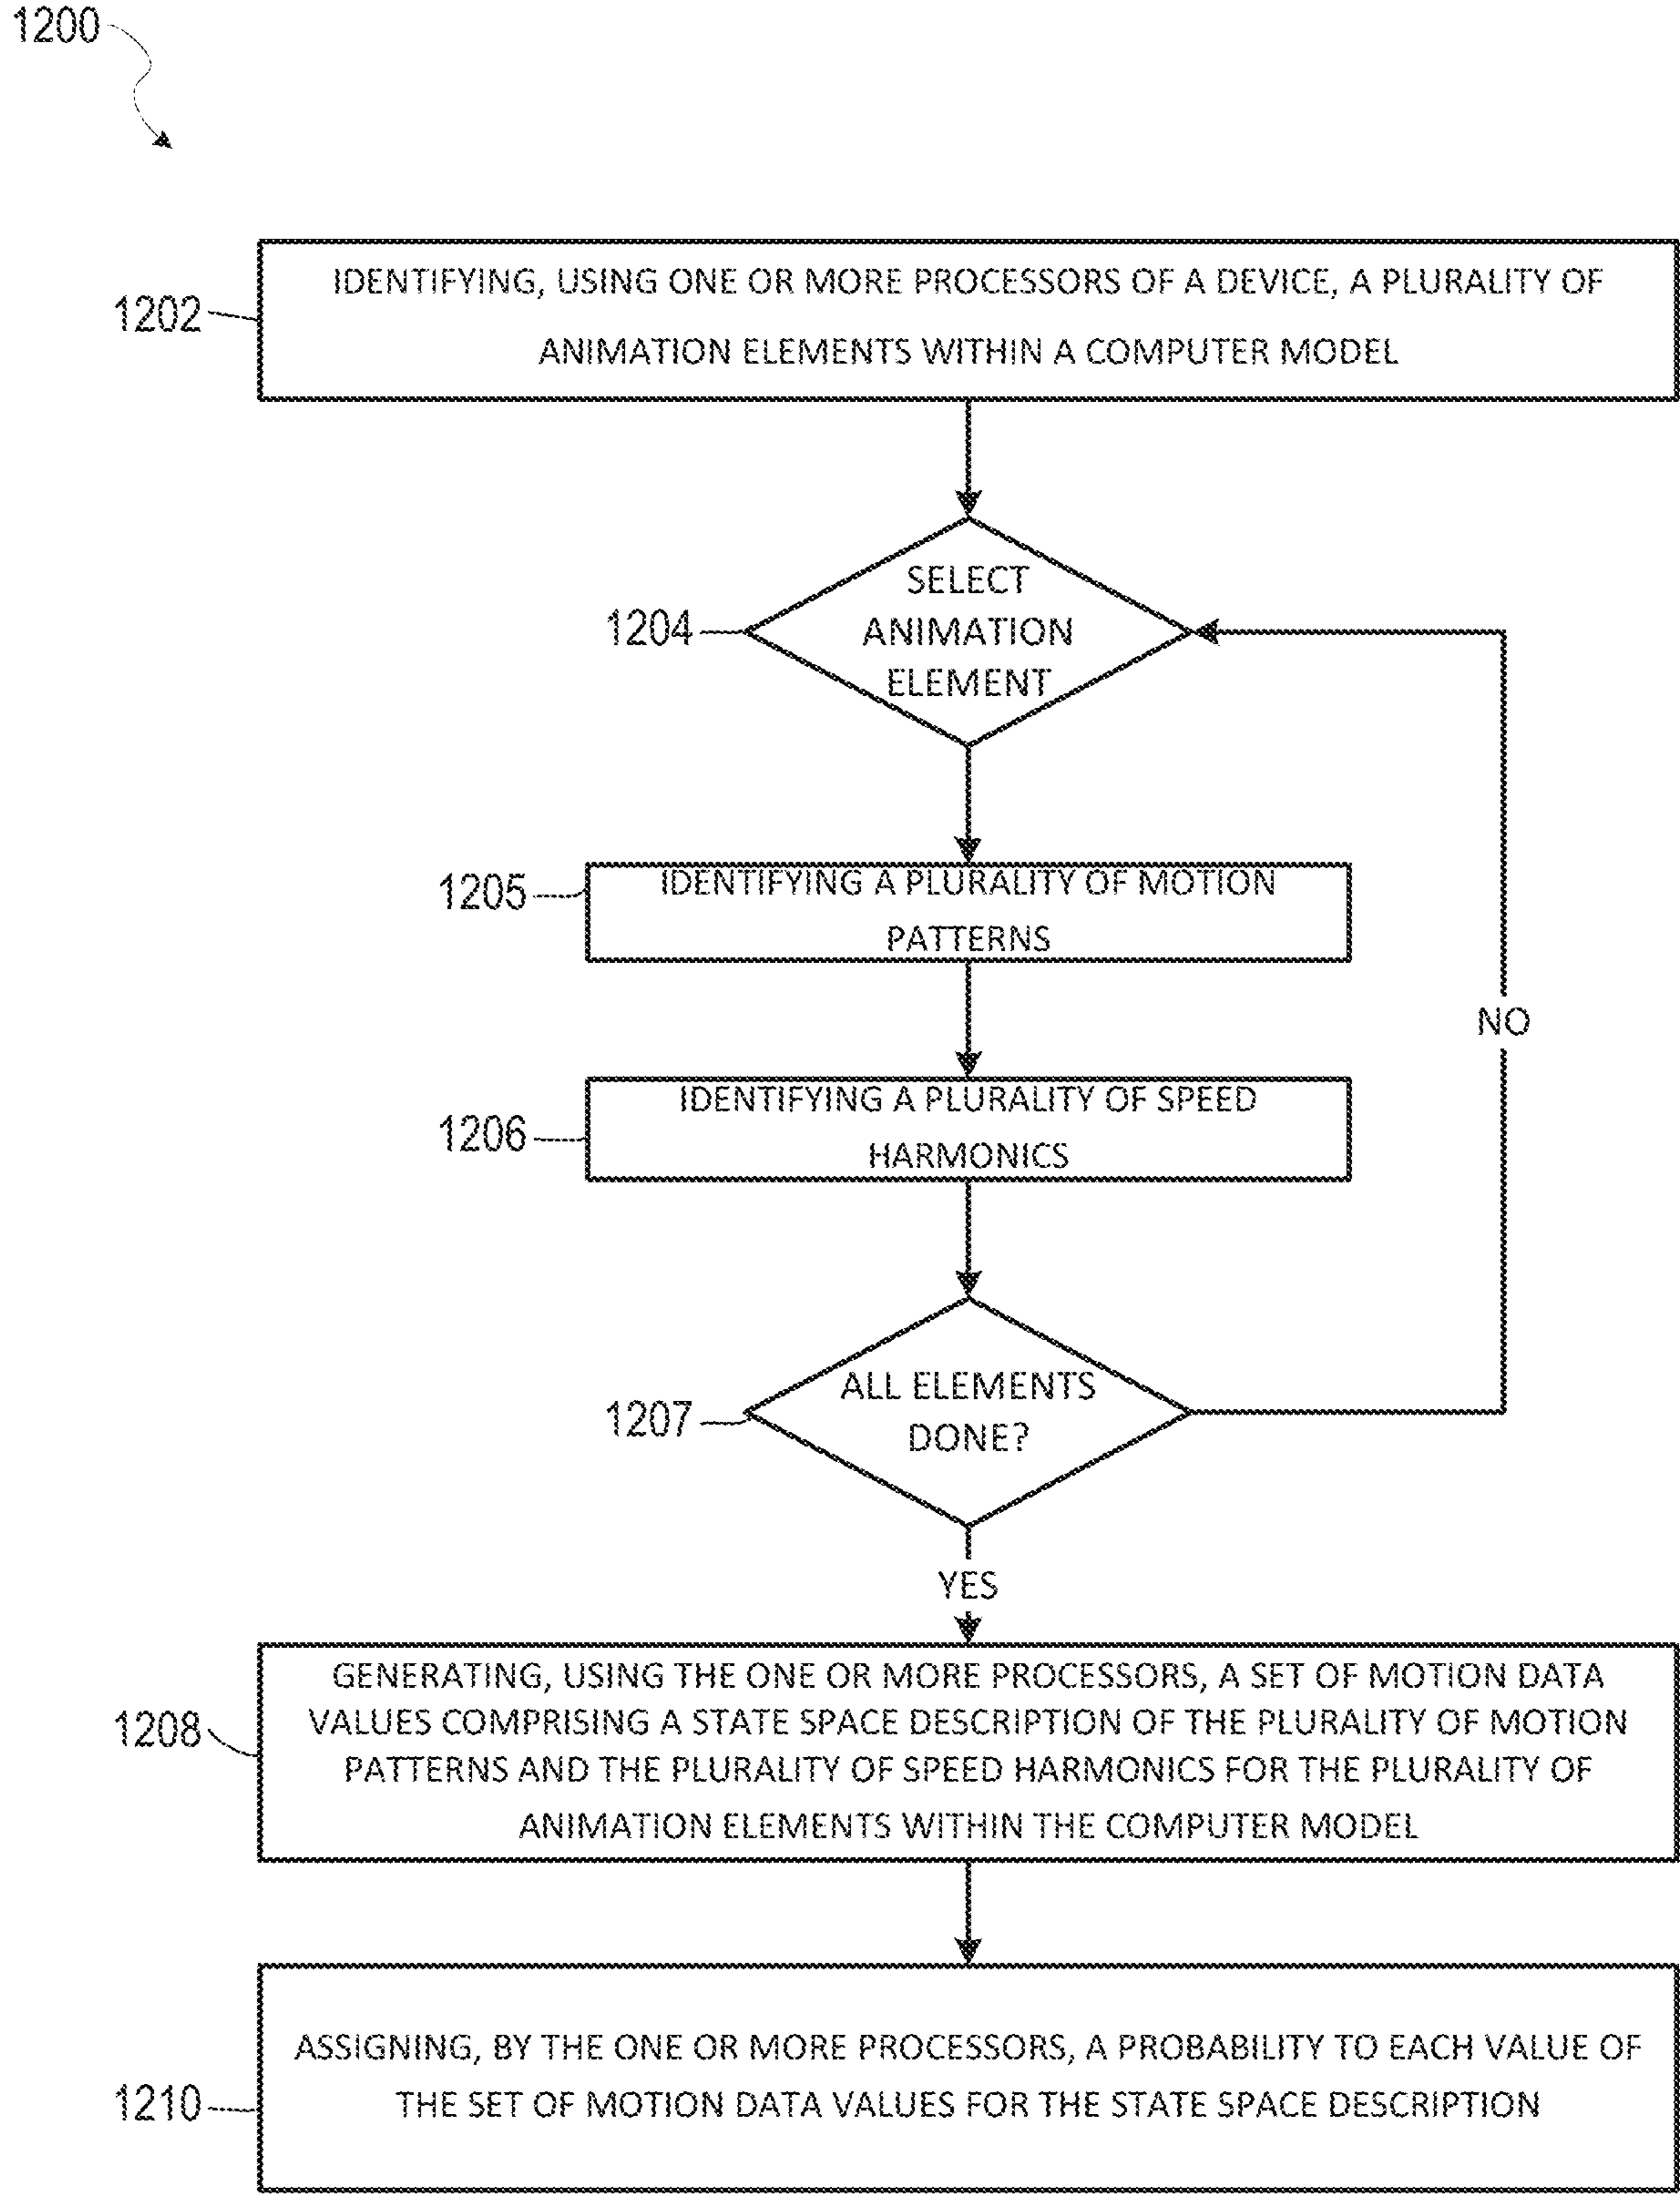 1200
1202
IDENTIFYING, USING ONE OR MORE PROCESSORS OF A DEVICE, A PLURALITY OF
ANIMATION ELEMENTS WITHIN A COMPUTER MODEL
1204
SELECT
ANIMATION
ELEMENT
1205
IDENTIFYING A PLURALITY OF MOTION
PATTERNS
NO
1206
IDENTIFYING A PLURALITY OF SPEED
HARMONICS
1207
ALL ELEMENTS
DONE?
YES
1208
GENERATING, USING THE ONE OR MORE PROCESSORS, A SET OF MOTION DATA
VALUES COMPRISING A STATE SPACE DESCRIPTION OF THE PLURALITY OF MOTION
PATTERNS AND THE PLURALITY OF SPEED HARMONICS FOR THE PLURALITY OF
ANIMATION ELEMENTS WITHIN THE COMPUTER MODEL
1210
ASSIGNING, BY THE ONE OR MORE PROCESSORS, A PROBABILITY TO EACH VALUE OF
THE SET OF MOTION DATA VALUES FOR THE STATE SPACE DESCRIPTION